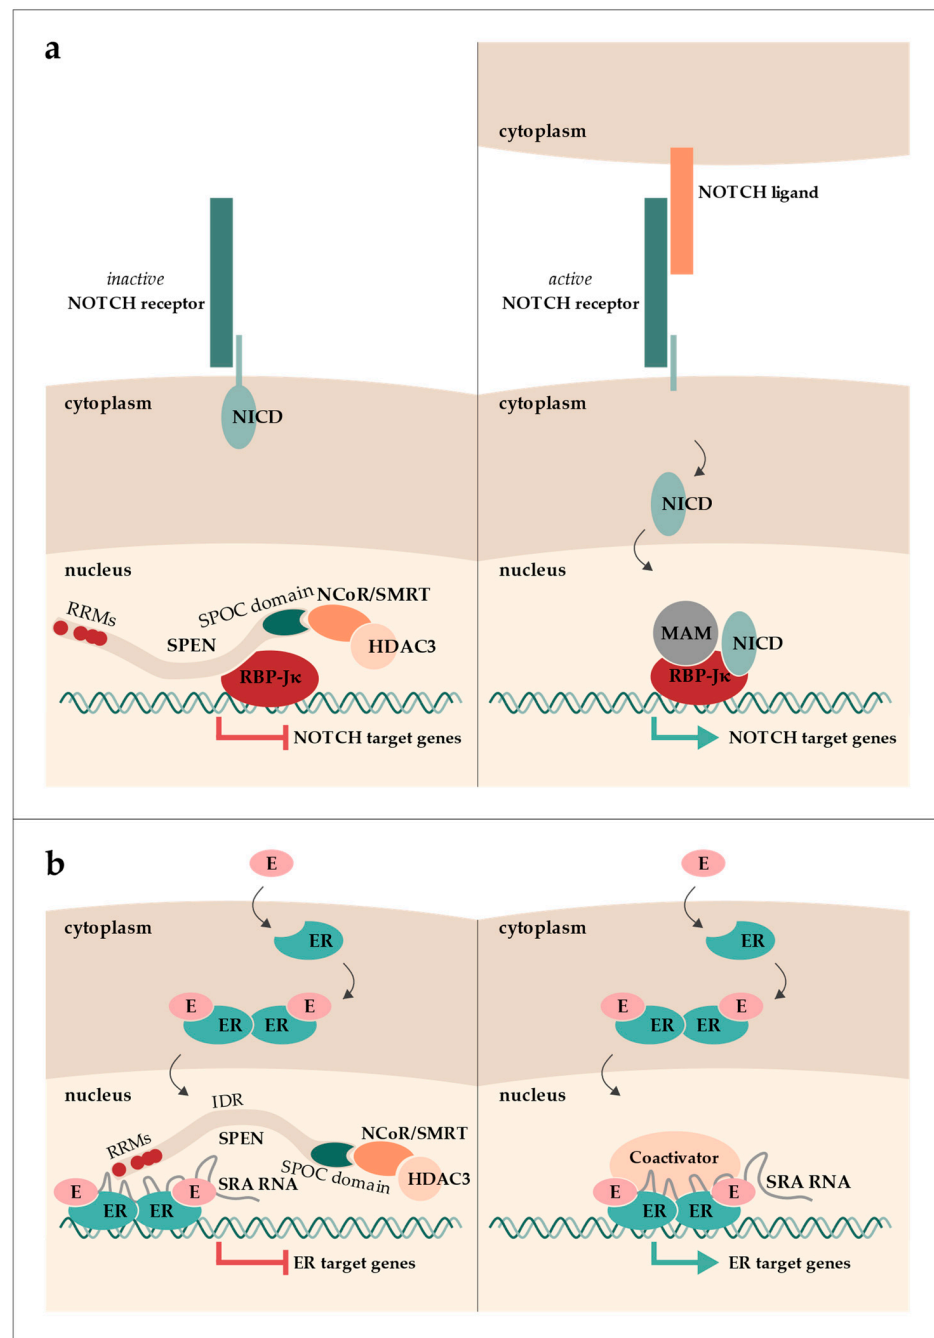 a
cytoplasm
NOTCH ligand
inactive
NOTCH receptor
active
NOTCH receptor
cytoplasm
NICD
cytoplasm
NICD
nucleus
RRMs
SPEN
SPOC domain
NCoR/SMRT
HDAC3
RBP-Jκ
NOTCH target genes
nucleus
MAM
NICD
RBP-Jκ
NOTCH target genes
b
E
cytoplasm
ER
E
E
ER
ER
nucleus
IDR
RRMs
SPEN
NCoR/SMRT
SPOC domain
HDAC3
SRA RNA
E
E
ER
ER
ER target genes
E
cytoplasm
ER
E
E
ER
ER
nucleus
Coactivator
SRA RNA
E
E
ER
ER
ER target genes